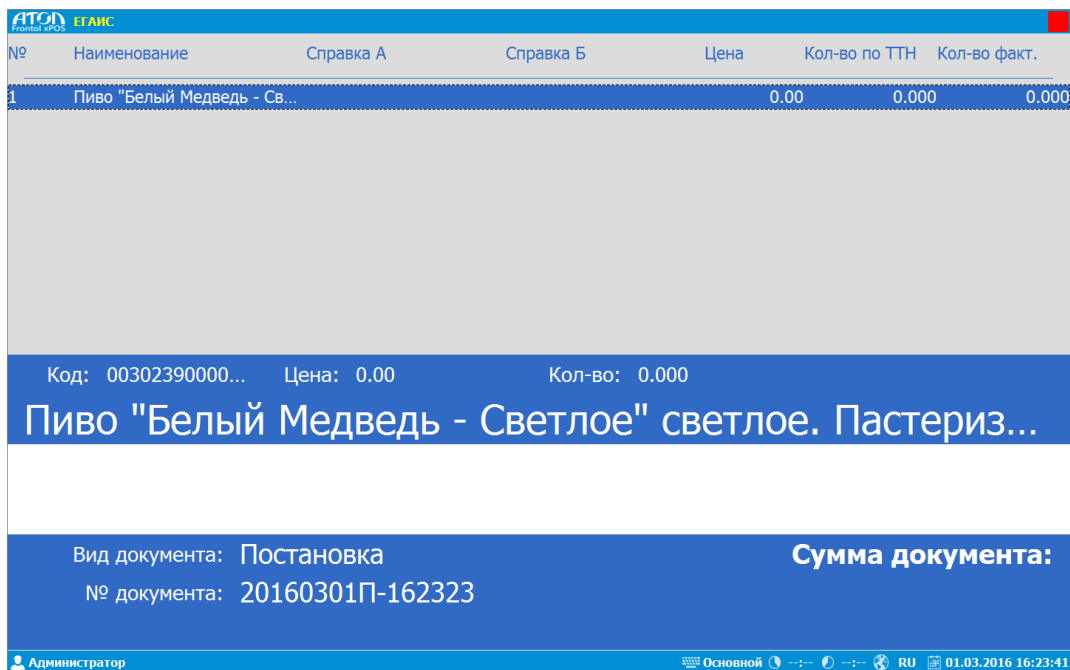 АТОЛ ЕГАИС
Frontol xPOS
№ Наименование Справка А Справка Б Цена Кол-во по ТТН Кол-во факт.
1 Пиво "Белый Медведь - Св... 0.00 0.000 0.000
Код: 00302390000... Цена: 0.00 Кол-во: 0.000
Пиво "Белый Медведь - Светлое" светлое. Пастериз...
Вид документа: Постановка Сумма документа:
№ документа: 20160301П-162323
Администратор Основной --:-- --:-- RU 01.03.2016 16:23:41